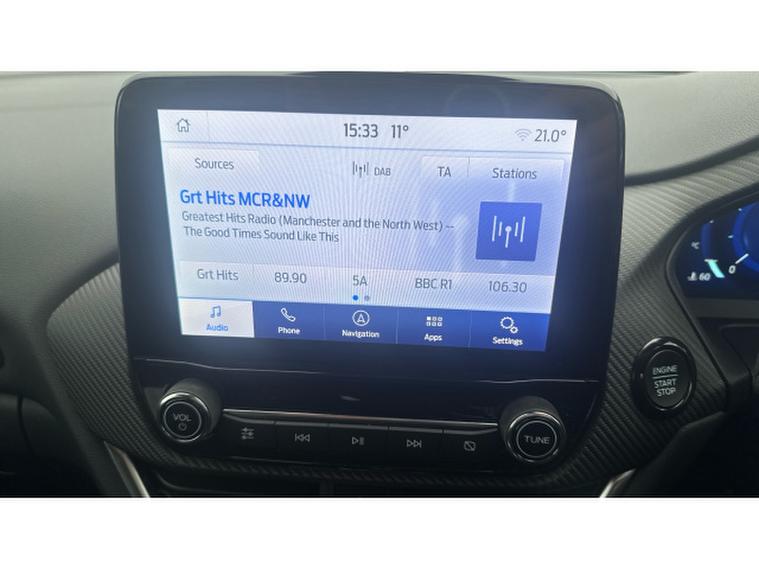 15:33 11° 21.0°
Sources DAB TA Stations
Grt Hits MCR&NW
Greatest Hits Radio (Manchester and the North West) --
The Good Times Sound Like This
Grt Hits 89.90 5A BBC R1 106.30
Audio Phone Navigation Apps Settings
°C
60 0
ENGINE
START
STOP
VOL TUNE